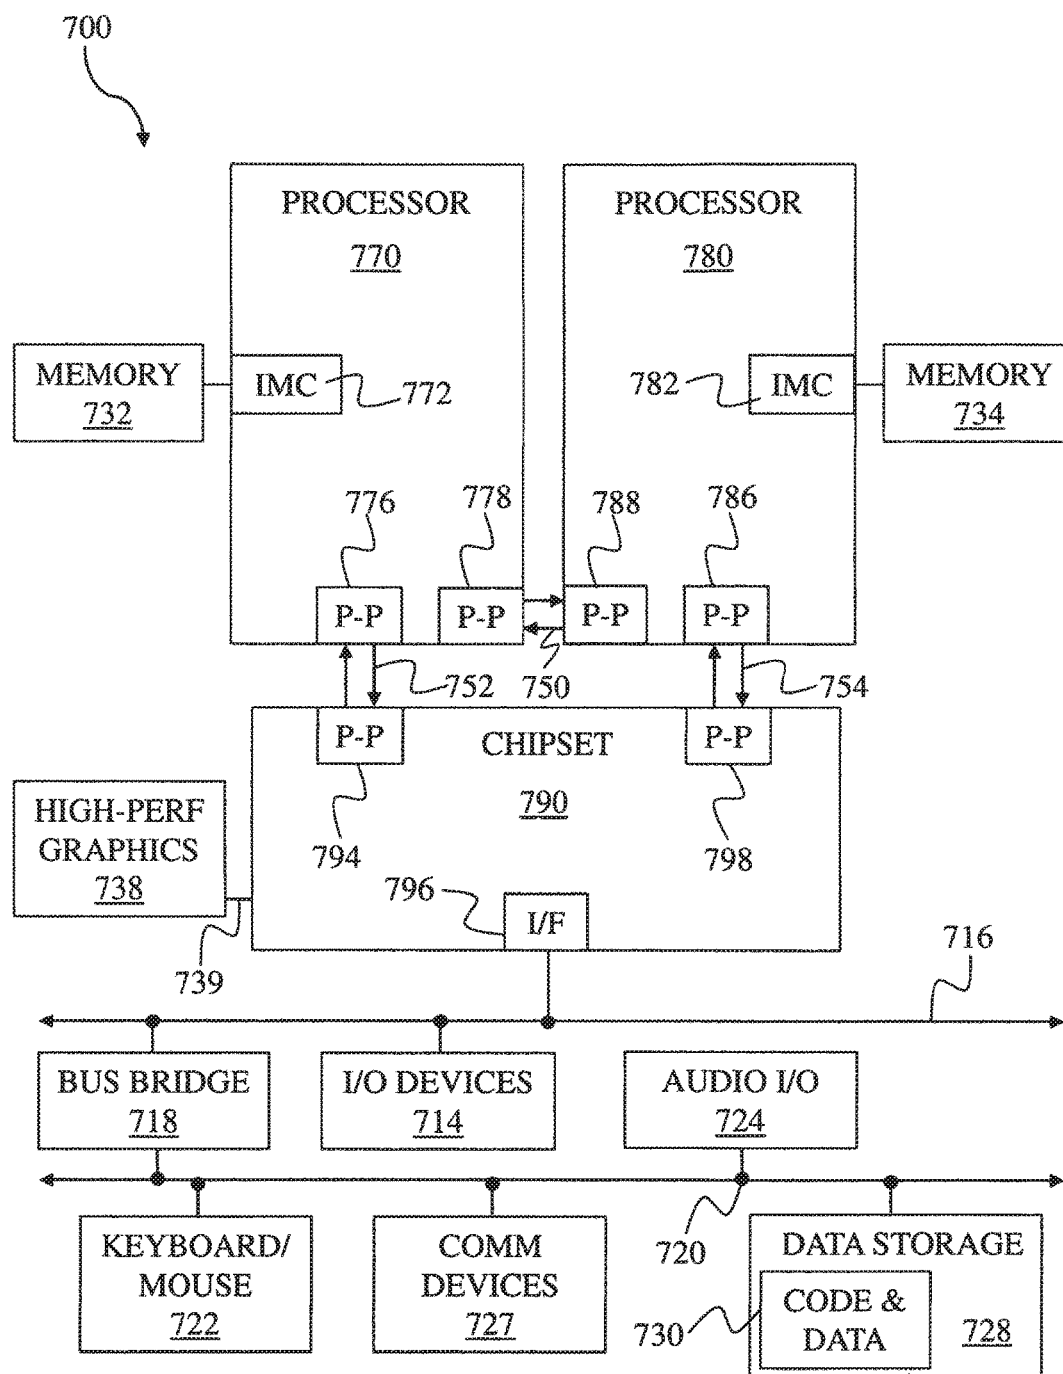 700
PROCESSOR
770
PROCESSOR
780
MEMORY
732
IMC
772
782
IMC
MEMORY
734
776
778
788
786
P-P
P-P
P-P
P-P
752
750
754
P-P
CHIPSET
790
P-P
HIGH-PERF
GRAPHICS
738
794
798
796
I/F
739
716
BUS BRIDGE
718
I/O DEVICES
714
AUDIO I/O
724
KEYBOARD/
MOUSE
722
COMM
DEVICES
727
720
DATA STORAGE
730
CODE &
DATA
728